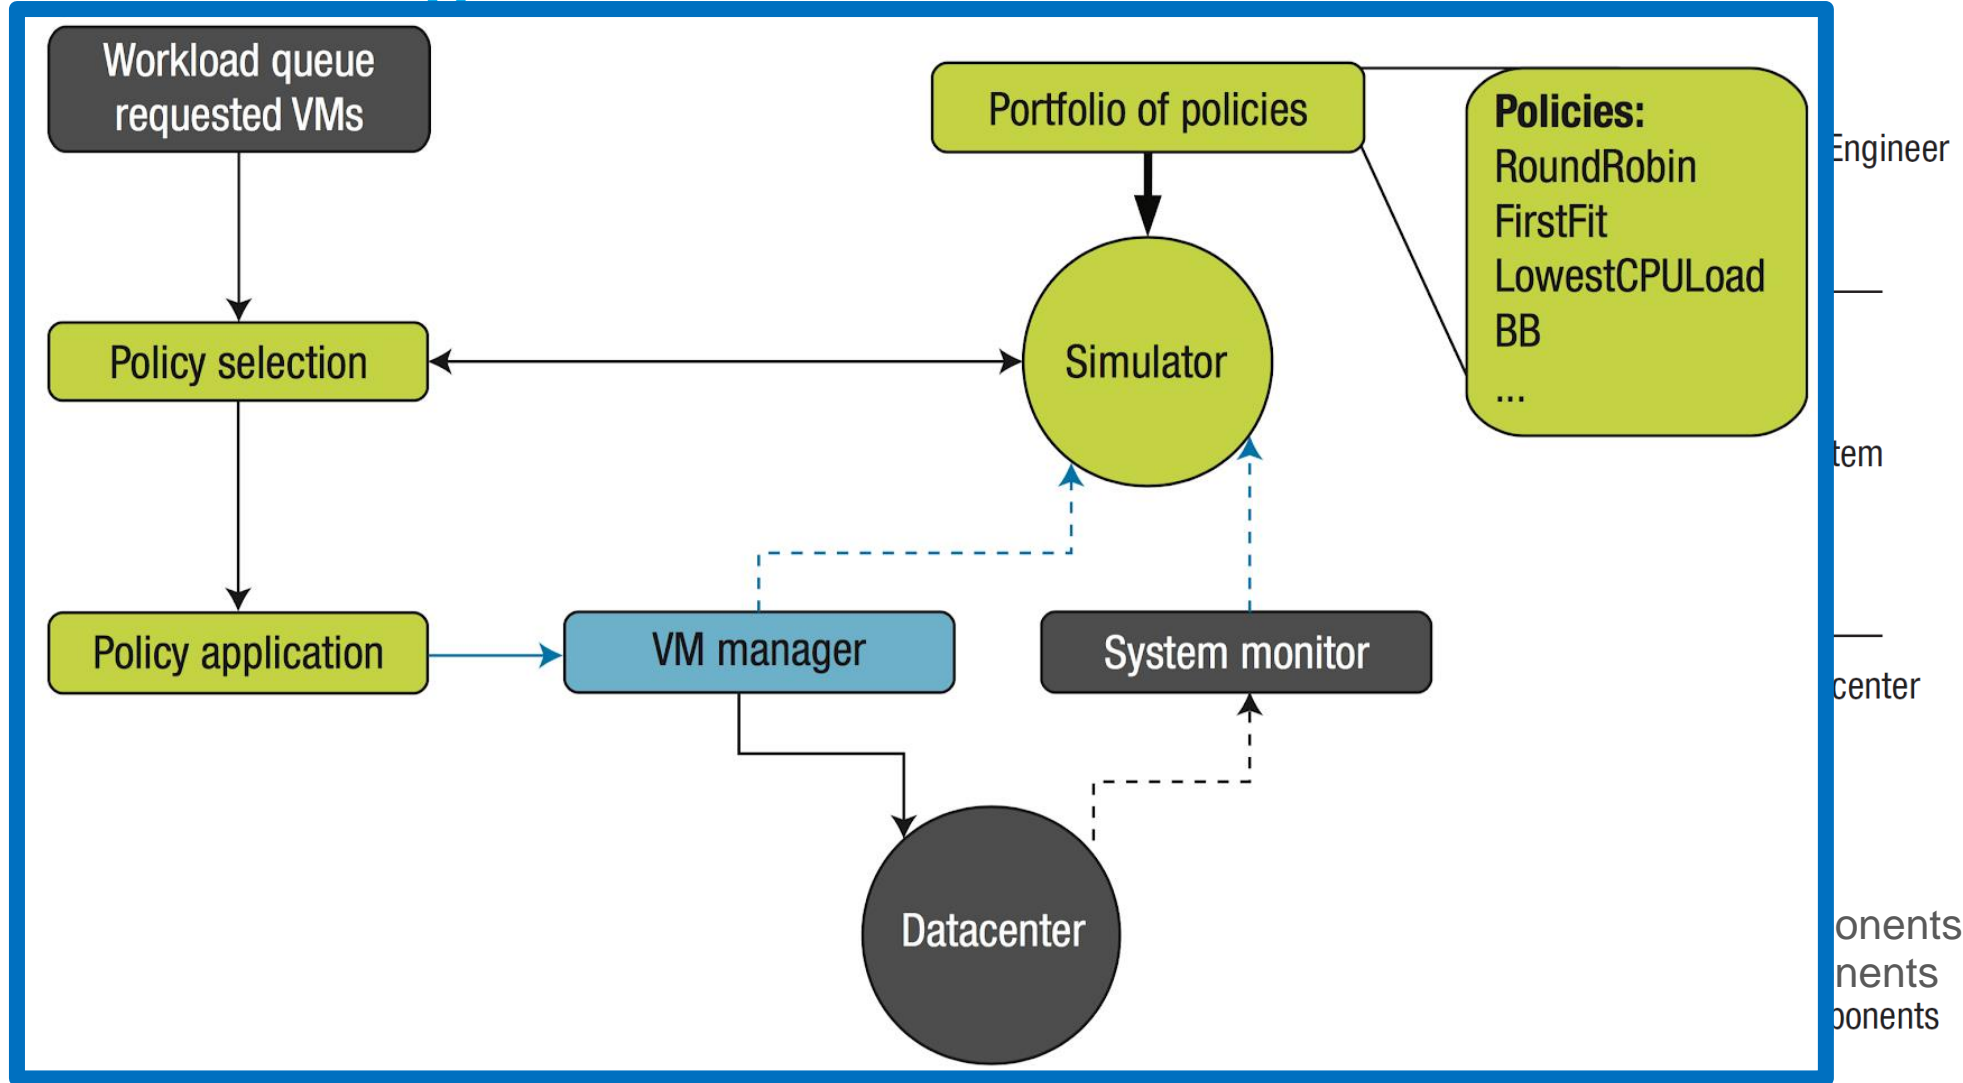 Workload queue
requested VMs
Portfolio of policies
Policies:
RoundRobin
FirstFit
LowestCPULoad
BB
...
Engineer
Policy selection
Simulator
tem
Policy application
VM manager
System monitor
center
Datacenter
onents
nents
ponents